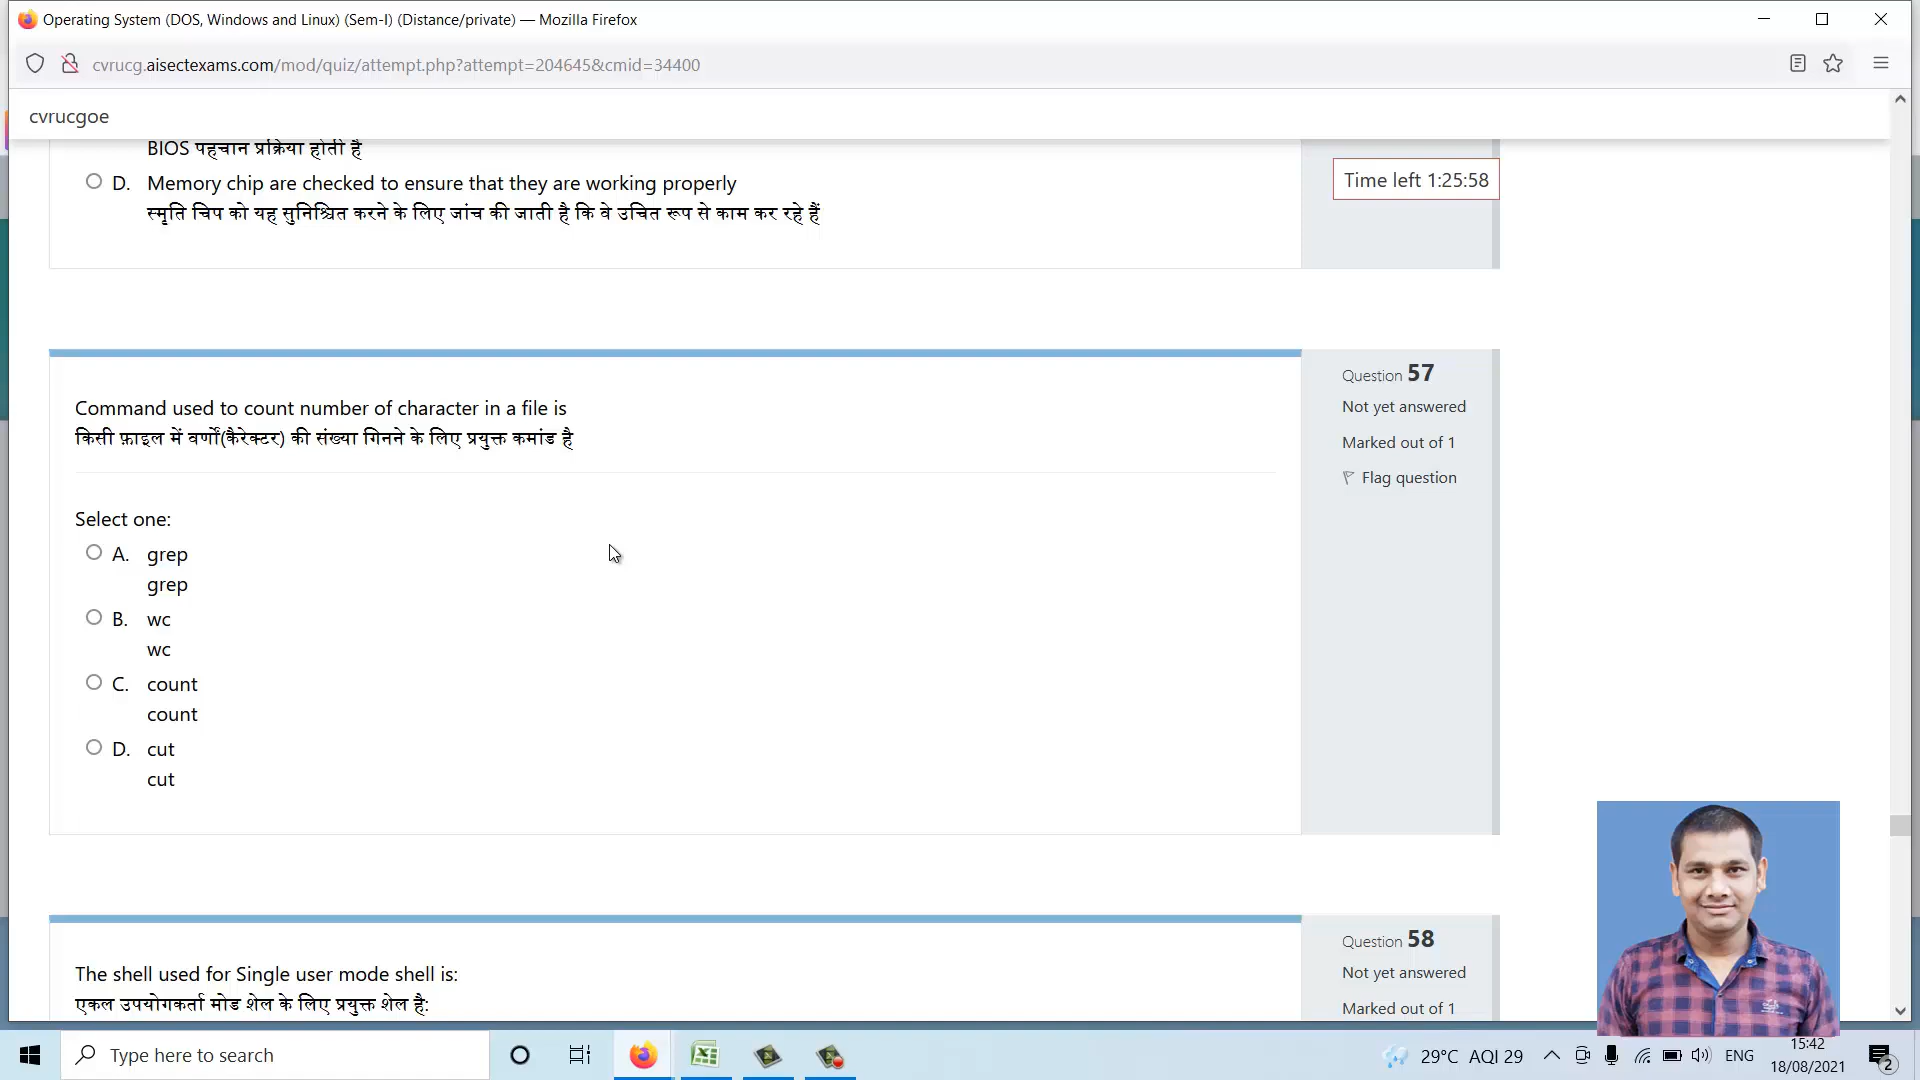 Operating System (DOS, Windows and Linux) (Sem-I) (Distance/private) — Mozilla Firefox
cvrucg.aisectexams.com/mod/quiz/attempt.php?attempt=204645&cmid=34400
cvrucgoe
BIOS पहचान प्रक्रिया होती है
D. Memory chip are checked to ensure that they are working properly
स्मृति चिप को यह सुनिश्चित करने के लिए जांच की जाती है कि वे उचित रूप से काम कर रहे हैं
Time left 1:25:58
Question 57
Not yet answered
Marked out of 1
Flag question
Command used to count number of character in a file is
किसी फ़ाइल में वर्णों(कैरेक्टर) की संख्या गिनने के लिए प्रयुक्त कमांड है
Select one:
A. grep
grep
B. wc
wc
C. count
count
D. cut
cut
Question 58
Not yet answered
Marked out of 1
The shell used for Single user mode shell is:
एकल उपयोगकर्ता मोड शेल के लिए प्रयुक्त शेल है:
Type here to search
29°C AQI 29
ENG
15:42
18/08/2021
2